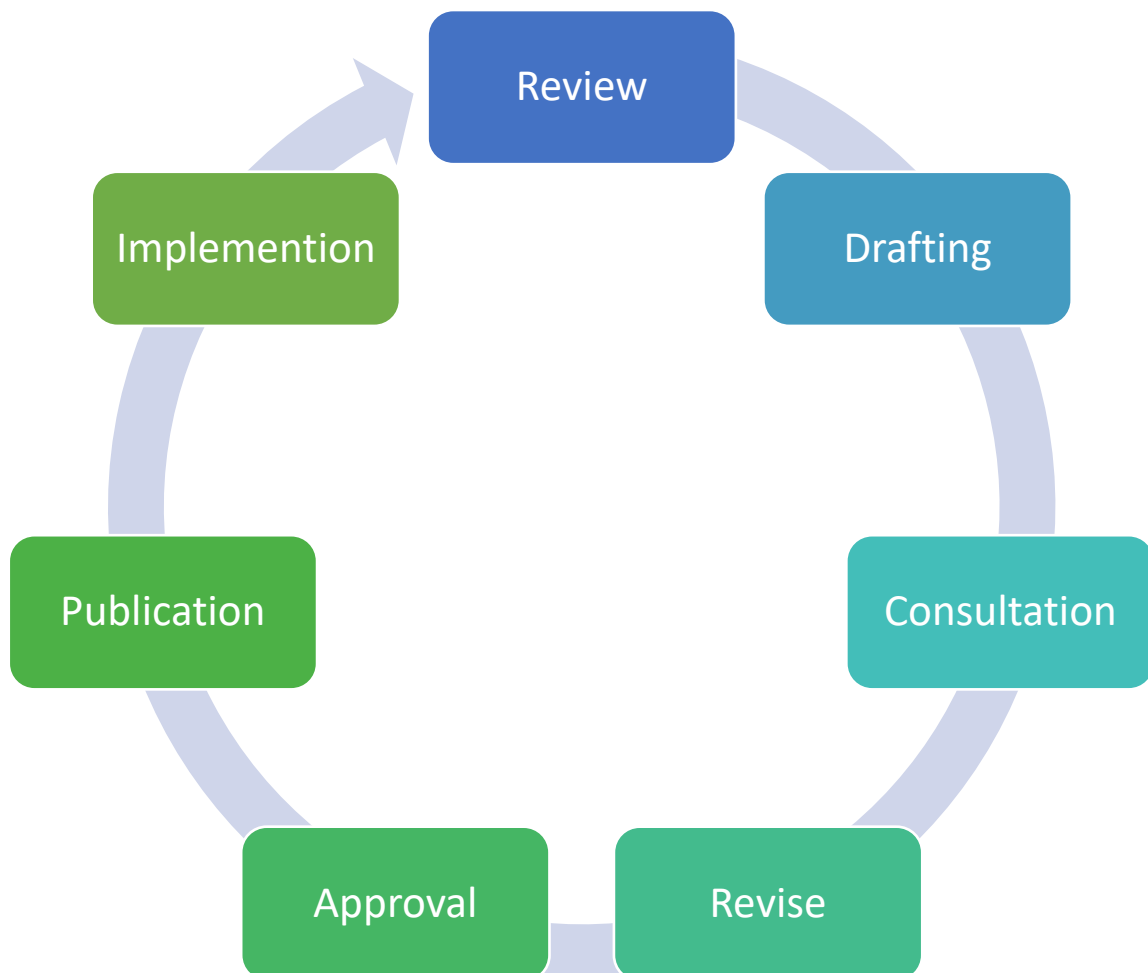 Review
Drafting
Consultation
Revise
Approval
Publication
Implemention